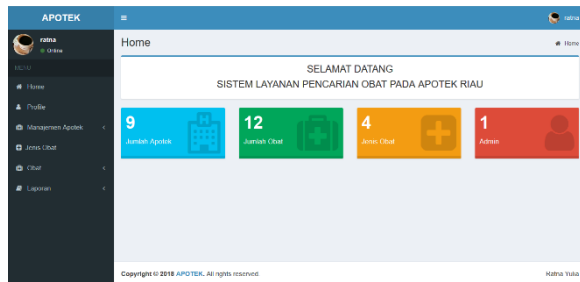 APOTEK
ratna
ratna
Online
Home
Home
MENU
Home
Profile
Manajemen Apotek
Jenis Obat
Obat
Laporan
SELAMAT DATANG
SISTEM LAYANAN PENCARIAN OBAT PADA APOTEK RIAU
9
Jumlah Apotek
12
Jumlah Obat
4
Jenis Obat
1
Admin
Copyright © 2018 APOTEK. All rights reserved.
Ratna Yulia